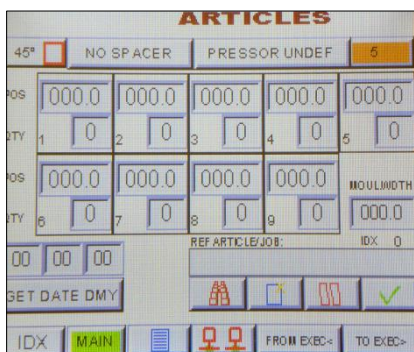 ARTICLES
45° NO SPACER PRESSOR UNDEF 5
POS 000.0 000.0 000.0 000.0 000.0
QTY 1 0 2 0 3 0 4 0 5 0
POS 000.0 000.0 000.0 000.0 MOUL.WIDTH
QTY 6 0 7 0 8 0 9 0 000.0
REF ARTICLE/JOB: IDX 0
00 00 00
GET DATE DMY
IDX MAIN FROM EXEC< TO EXEC>